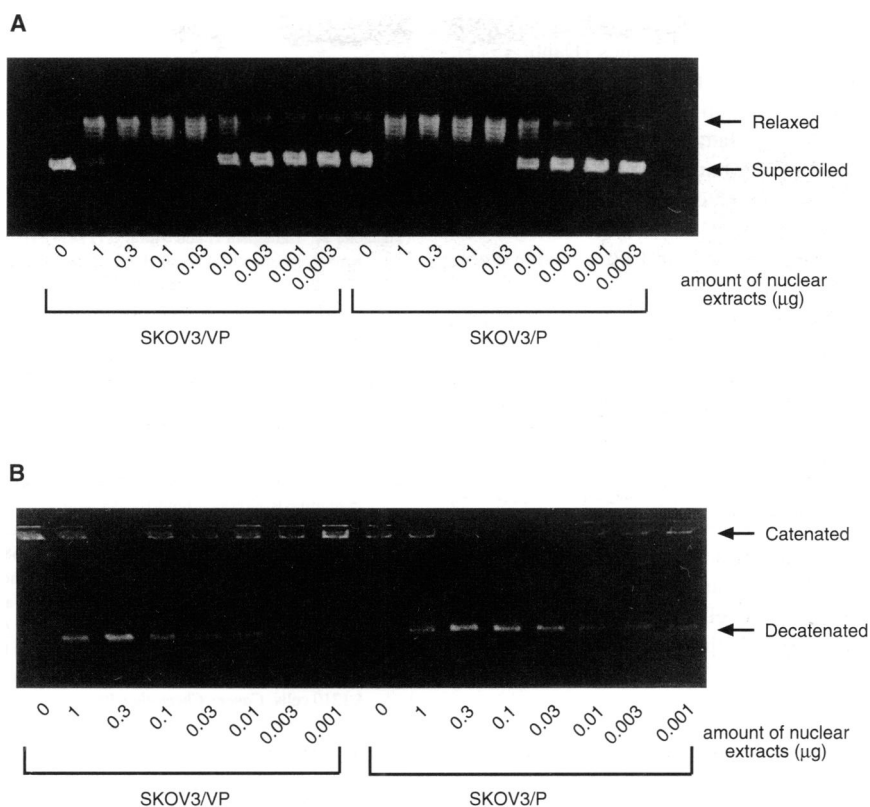 A
Relaxed
Supercoiled
0 1 0.3 0.1 0.03 0.01 0.003 0.001 0.0003 0 1 0.3 0.1 0.03 0.01 0.003 0.001 0.0003
amount of nuclear
extracts (μg)
SKOV3/VP SKOV3/P
B
Catenated
Decatenated
0 1 0.3 0.1 0.03 0.01 0.003 0.001 0 1 0.3 0.1 0.03 0.01 0.003 0.001
amount of nuclear
extracts (μg)
SKOV3/VP SKOV3/P